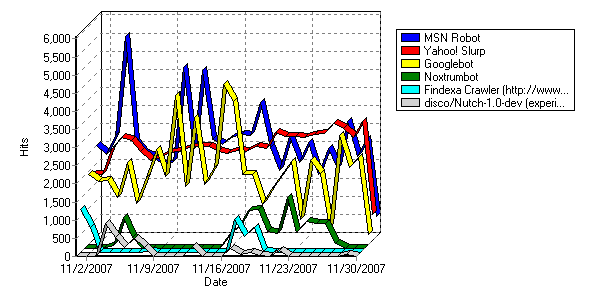 6,000
5,500
5,000
4,500
4,000
3,500
3,000
2,500
2,000
1,500
1,000
500
0
Hits
11/2/2007 11/9/2007 11/16/2007 11/23/2007 11/30/2007
Date
MSN Robot
Yahoo! Slurp
Googlebot
Noxtrumbot
Findexa Crawler (http://www...
disco/Nutch-1.0-dev (experi...